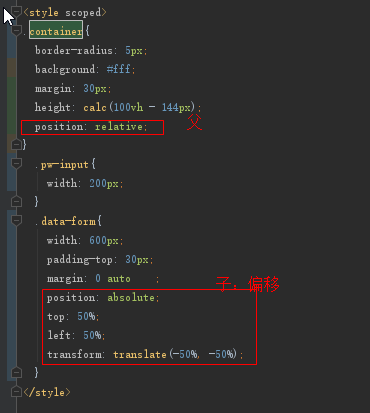 <style scoped>
.container{
border-radius: 5px;
background: #fff;
margin: 30px;
height: calc(100vh - 144px);
position: relative;
父
}
.pw-input{
width: 200px;
}
.data-form{
width: 600px;
padding-top: 30px;
margin: 0 auto    ;
子：偏移
position: absolute;
top: 50%;
left: 50%;
transform: translate(-50%, -50%);
}
</style>